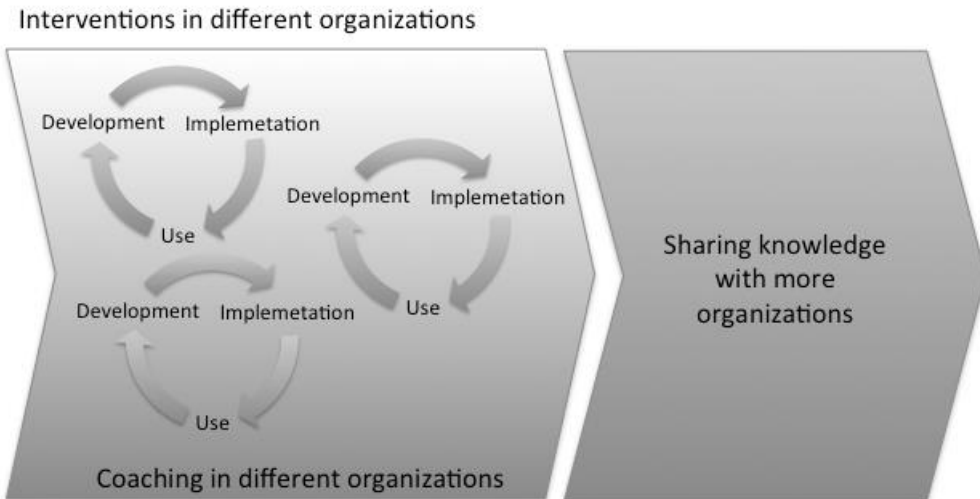 Interventions in different organizations
Development Implemetation
Use
Development Implemetation
Use
Development Implemetation
Use
Coaching in different organizations
Sharing knowledge
with more
organizations